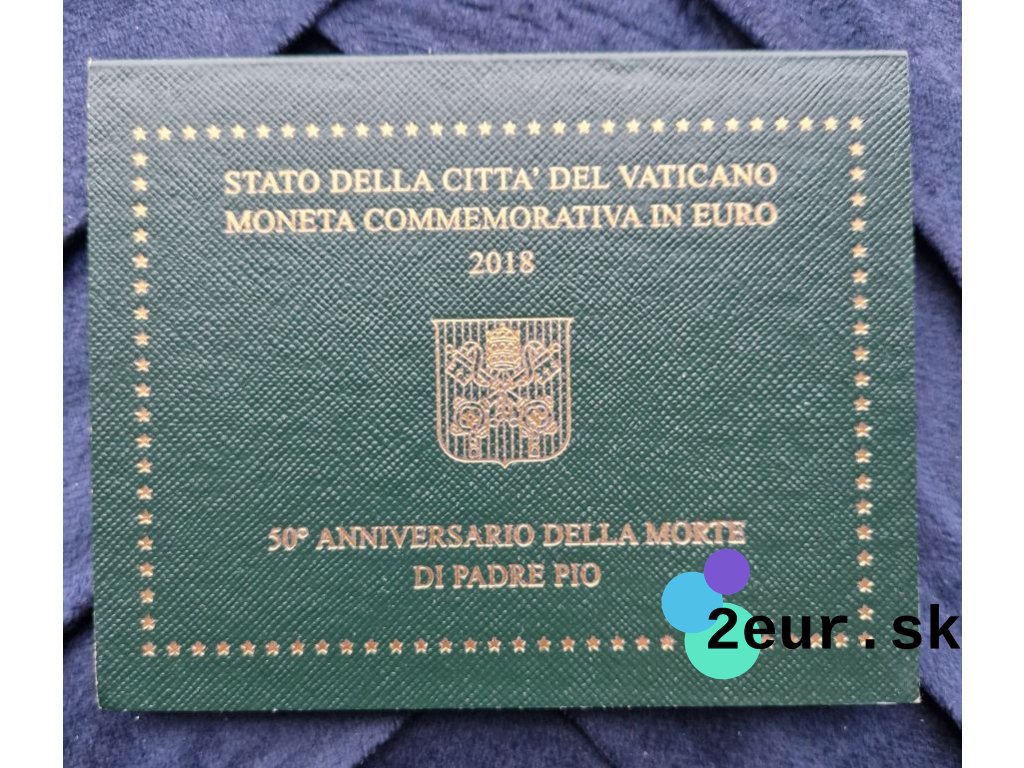 STATO DELLA CITTA' DEL VATICANO
MONETA COMMEMORATIVA IN EURO
2018
50° ANNIVERSARIO DELLA MORTE
DI PADRE PIO
2eur.sk